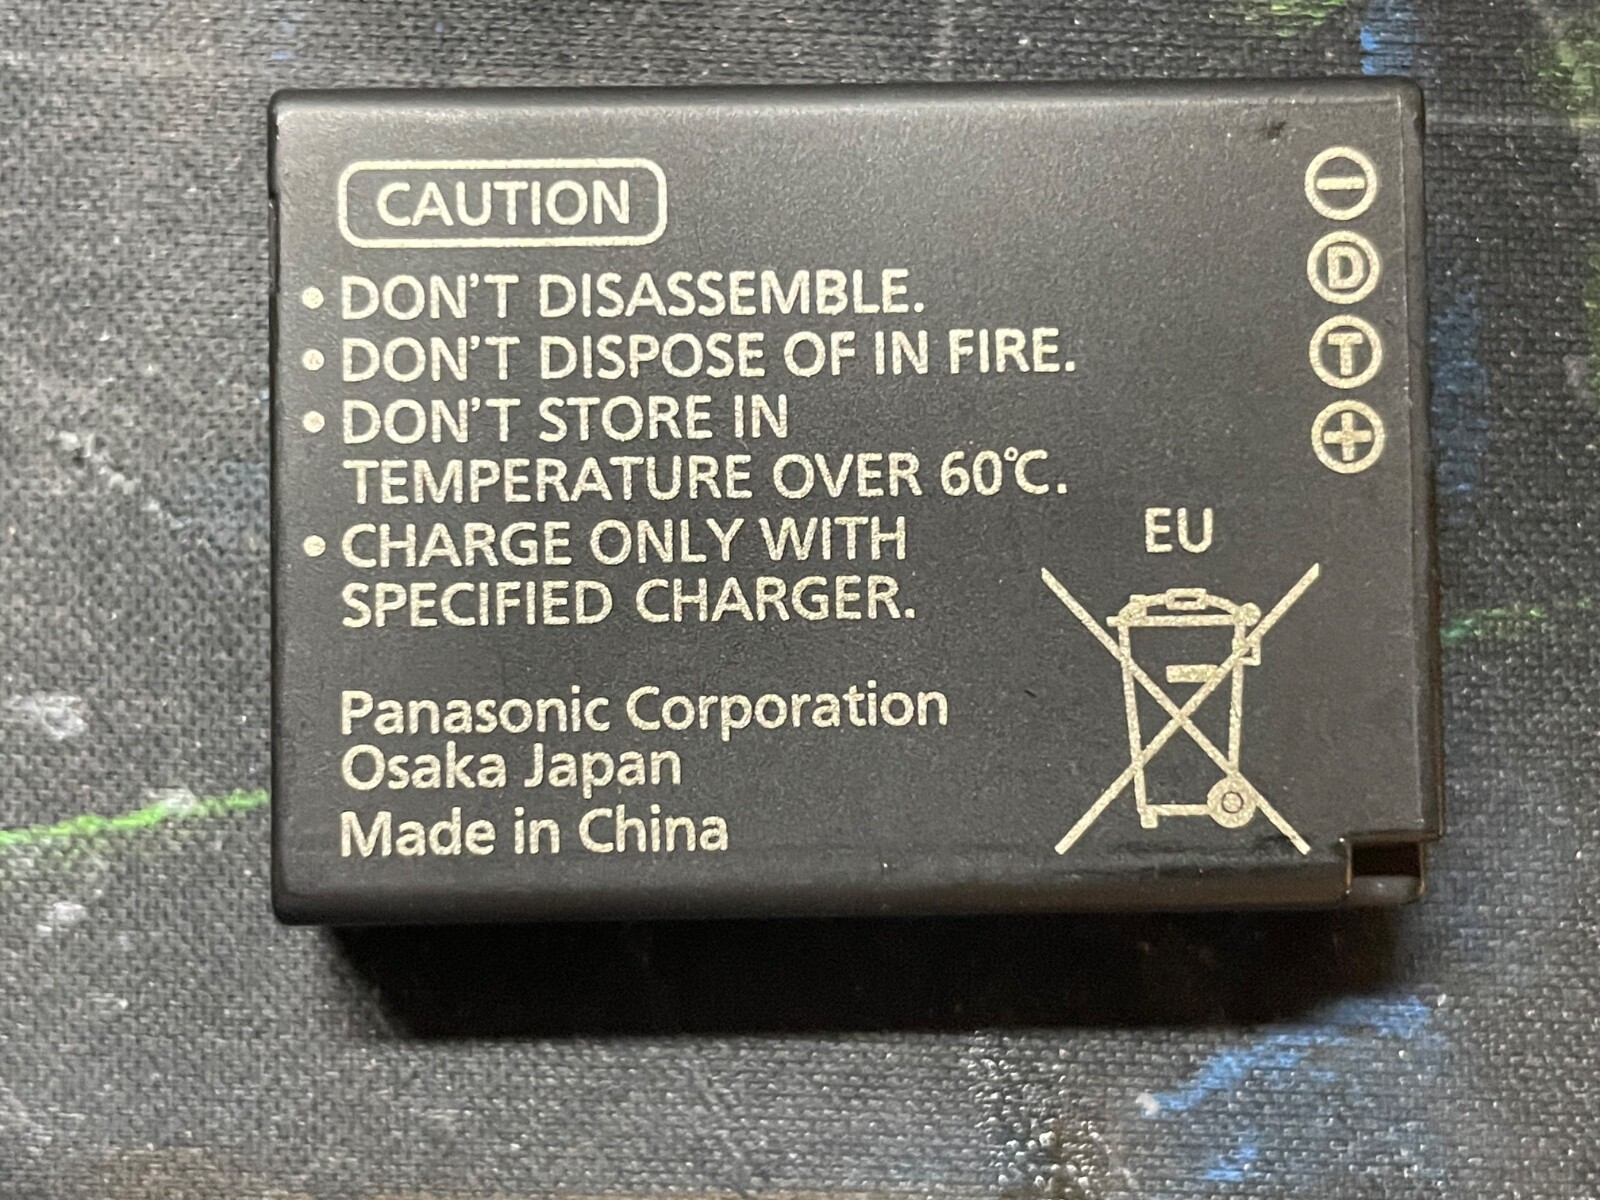 CAUTION
• DON'T DISASSEMBLE.
• DON'T DISPOSE OF IN FIRE.
• DON'T STORE IN
TEMPERATURE OVER 60℃.
• CHARGE ONLY WITH
SPECIFIED CHARGER.
Panasonic Corporation
Osaka Japan
Made in China
−
D
T
+
EU